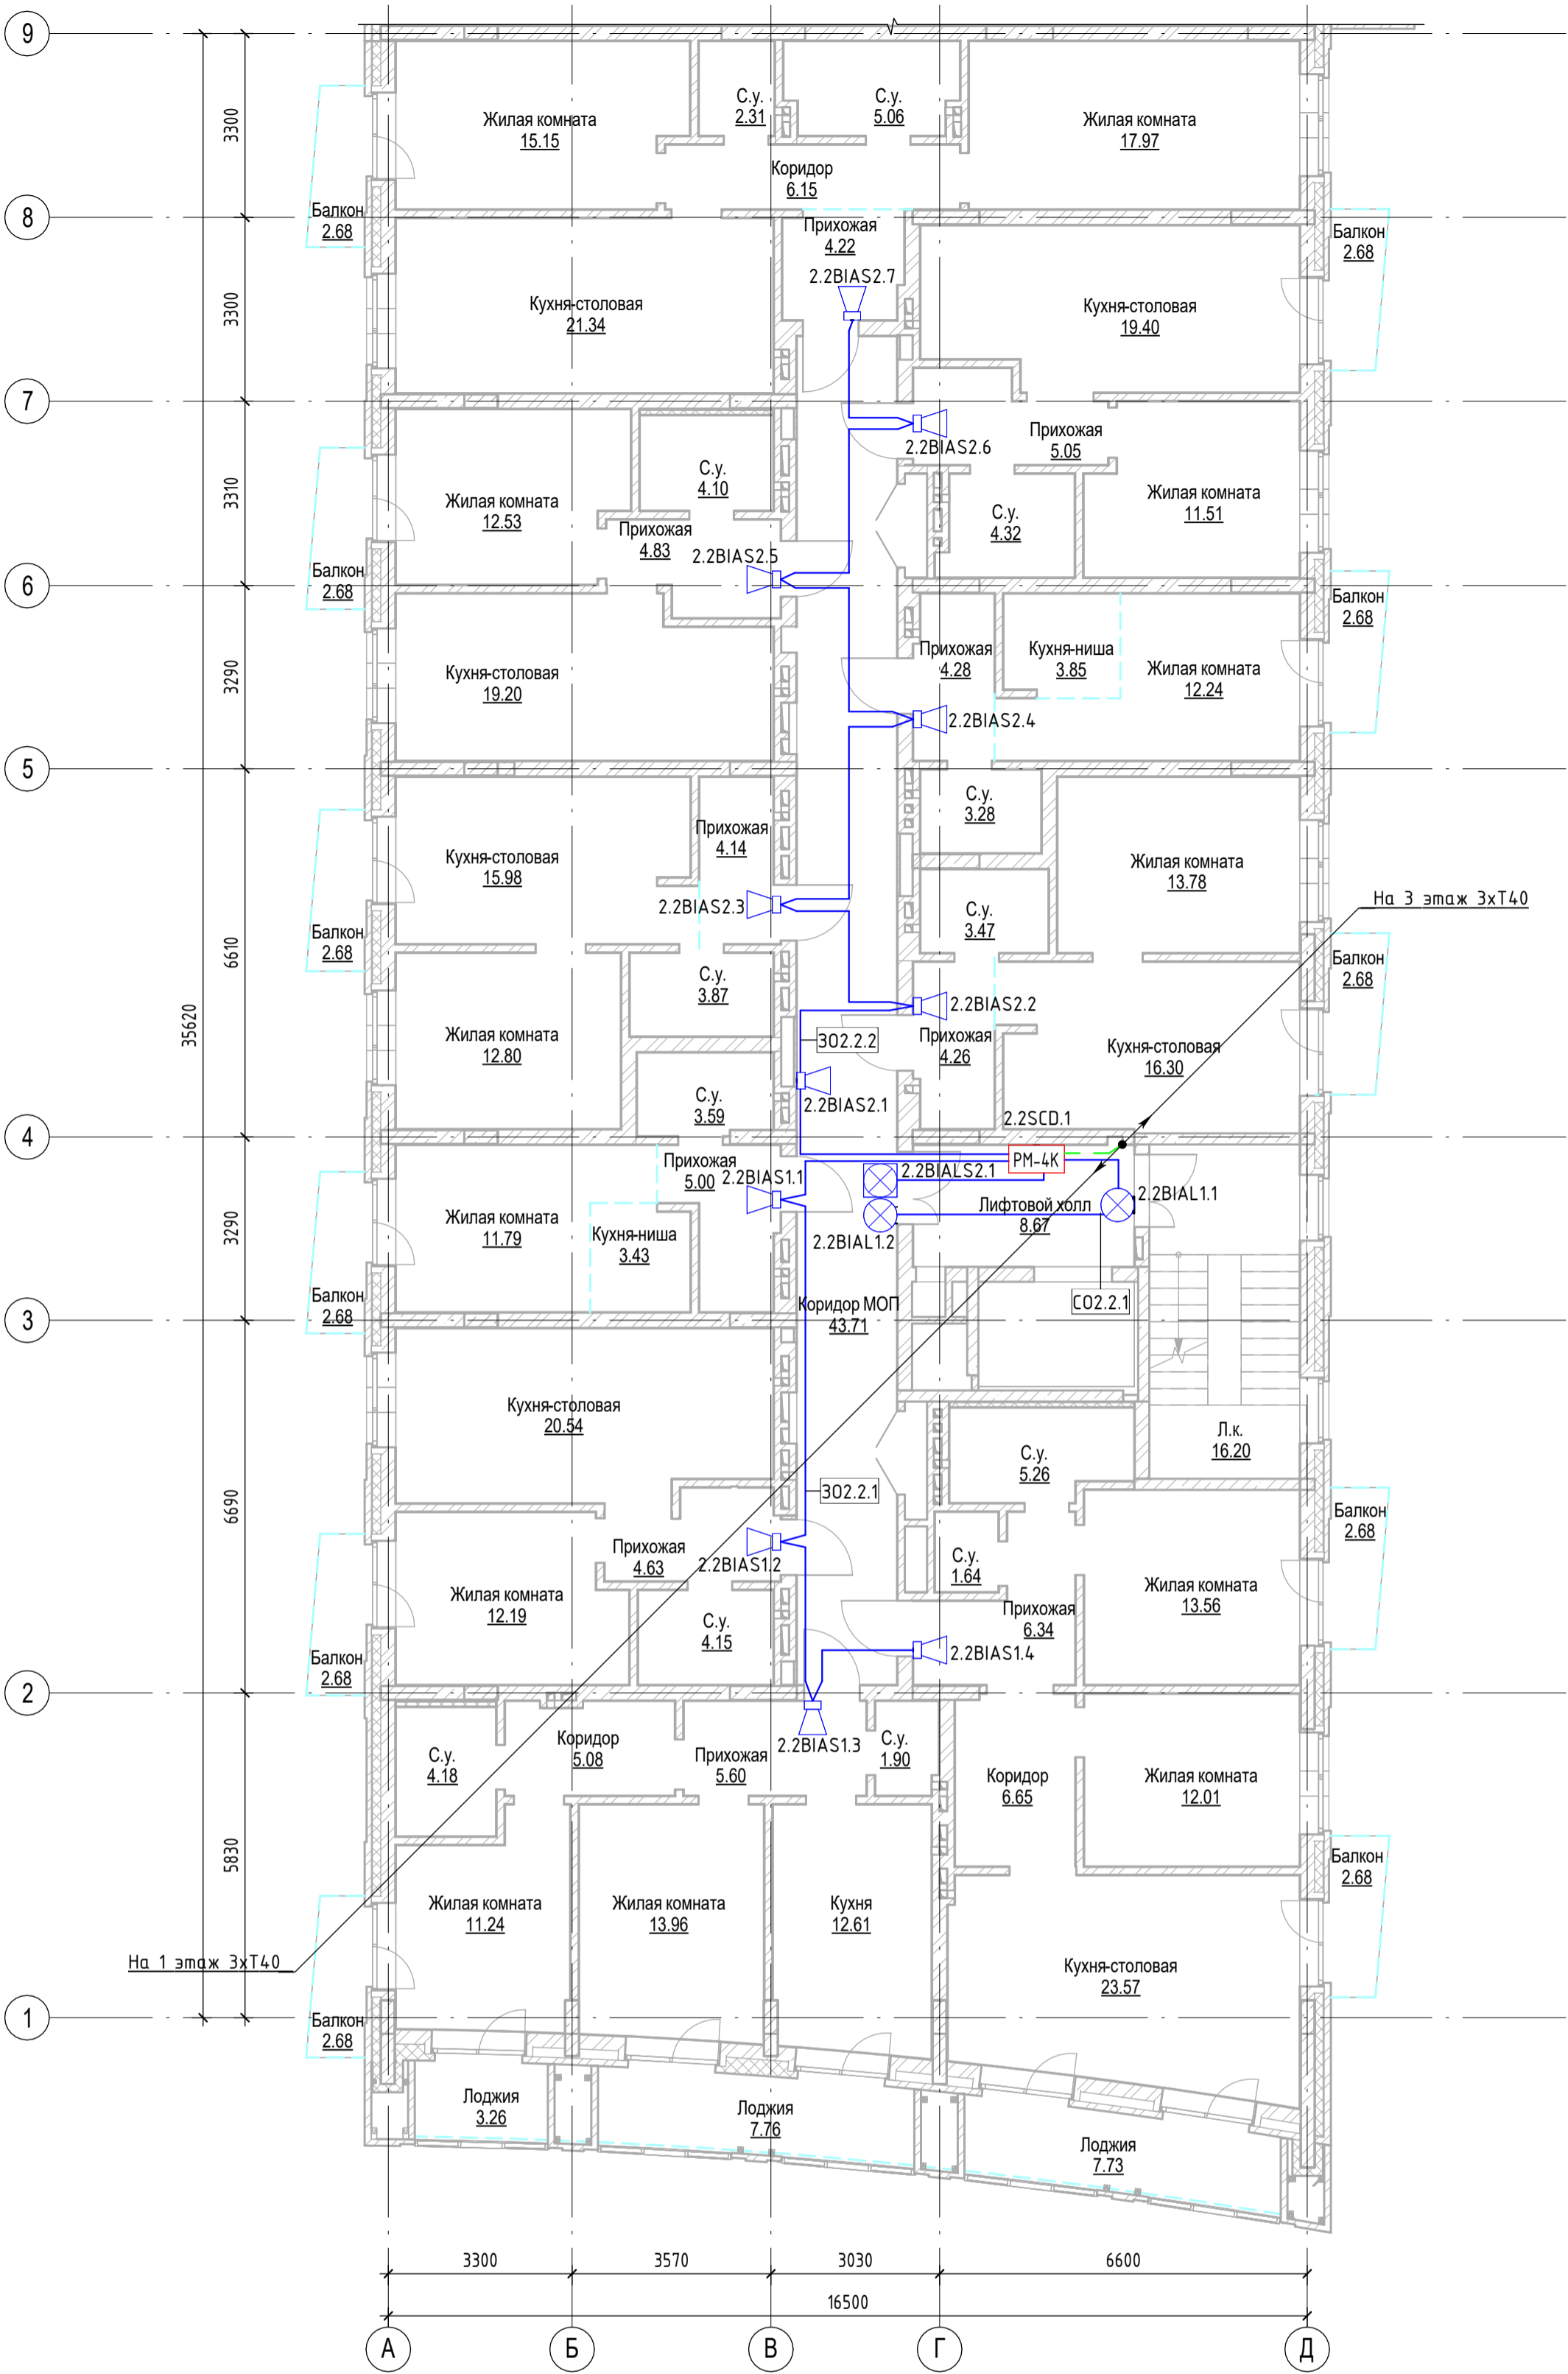 9
3300
Жилая комната
15.15
С.у.
2.31
С.у.
5.06
Жилая комната
17.97
Коридор
6.15
Балкон
2.68
8
Прихожая
4.22
Балкон
2.68
2.2BIAS2.7
3300
Кухня-столовая
21.34
Кухня-столовая
19.40
7
2.2BIAS2.6
Прихожая
5.05
3310
Жилая комната
12.53
С.у.
4.10
Жилая комната
11.51
С.у.
4.32
Прихожая
4.83
2.2BIAS2.5
Балкон
2.68
6
Балкон
2.68
3290
Кухня-столовая
19.20
Прихожая
4.28
Кухня-ниша
3.85
Жилая комната
12.24
2.2BIAS2.4
5
С.у.
3.28
Прихожая
4.14
Кухня-столовая
15.98
Жилая комната
13.78
2.2BIAS2.3
На 3 этаж 3хТ40
С.у.
3.47
Балкон
2.68
6610
Балкон
2.68
С.у.
3.87
35620
2.2BIAS2.2
Жилая комната
12.80
ЗО2.2.2
Прихожая
4.26
Кухня-столовая
16.30
С.у.
3.59
2.2BIAS2.1
2.2SCD.1
4
РМ-4К
Прихожая
5.00
2.2BIAS1.1
2.2BIALS2.1
2.2BIAL1.1
Лифтовой холл
8.67
3290
Жилая комната
11.79
Кухня-ниша
3.43
2.2BIAL1.2
Балкон
2.68
СО2.2.1
Коридор МОП
43.71
3
Кухня-столовая
20.54
Л.к.
16.20
С.у.
5.26
ЗО2.2.1
6690
Балкон
2.68
Прихожая
4.63
2.2BIAS1.2
С.у.
1.64
Жилая комната
12.19
Жилая комната
13.56
Прихожая
6.34
С.у.
4.15
2.2BIAS1.4
Балкон
2.68
2
С.у.
4.18
Коридор
5.08
Прихожая
5.60
2.2BIAS1.3
С.у.
1.90
Коридор
6.65
Жилая комната
12.01
5830
Балкон
2.68
Жилая комната
11.24
Жилая комната
13.96
Кухня
12.61
На 1 этаж 3хТ40
Кухня-столовая
23.57
1
Балкон
2.68
Лоджия
3.26
Лоджия
7.76
Лоджия
7.73
3300
3570
3030
6600
16500
А
Б
В
Г
Д